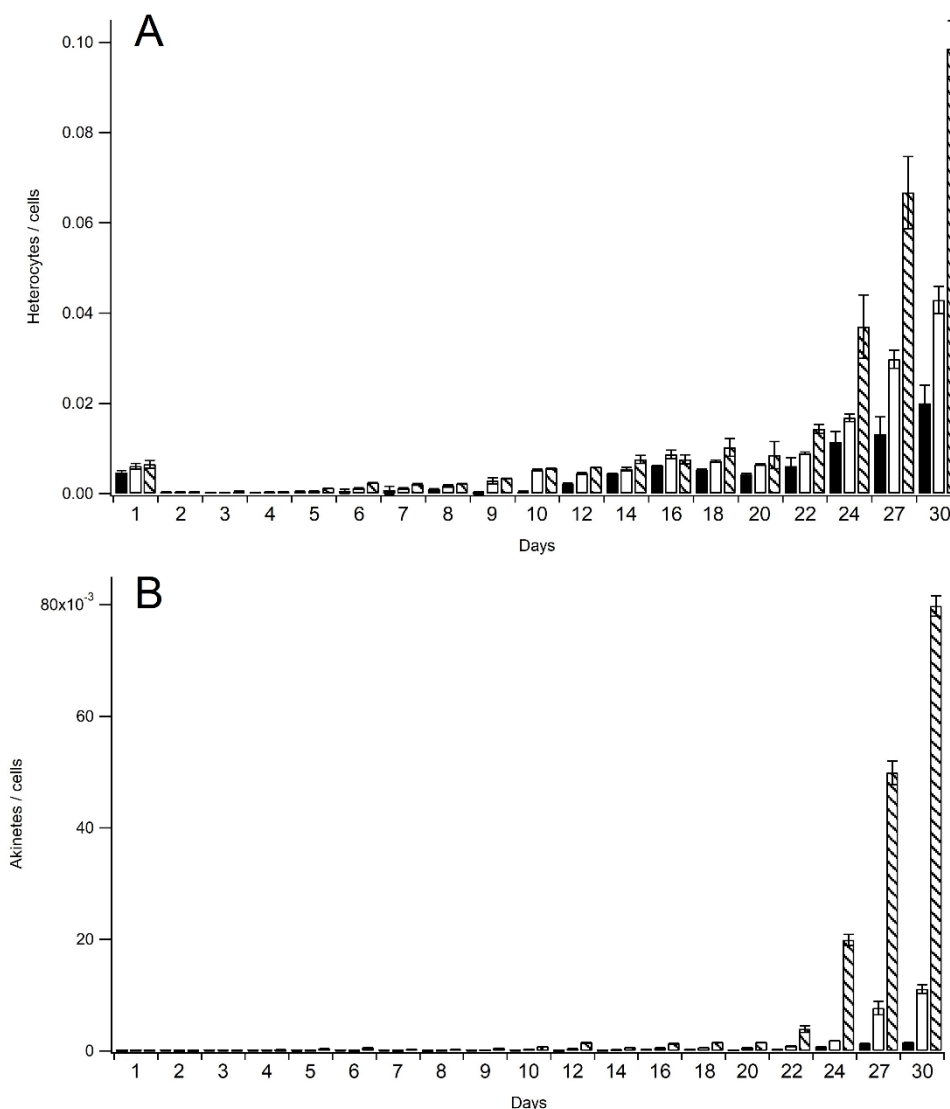 A
0.10
0.08
0.06
0.04
0.02
0.00
Heterocytes / cells
1 2 3 4 5 6 7 8 9 10 12 14 16 18 20 22 24 27 30
Days
B
80x10-3
60
40
20
0
Akinetes / cells
1 2 3 4 5 6 7 8 9 10 12 14 16 18 20 22 24 27 30
Days